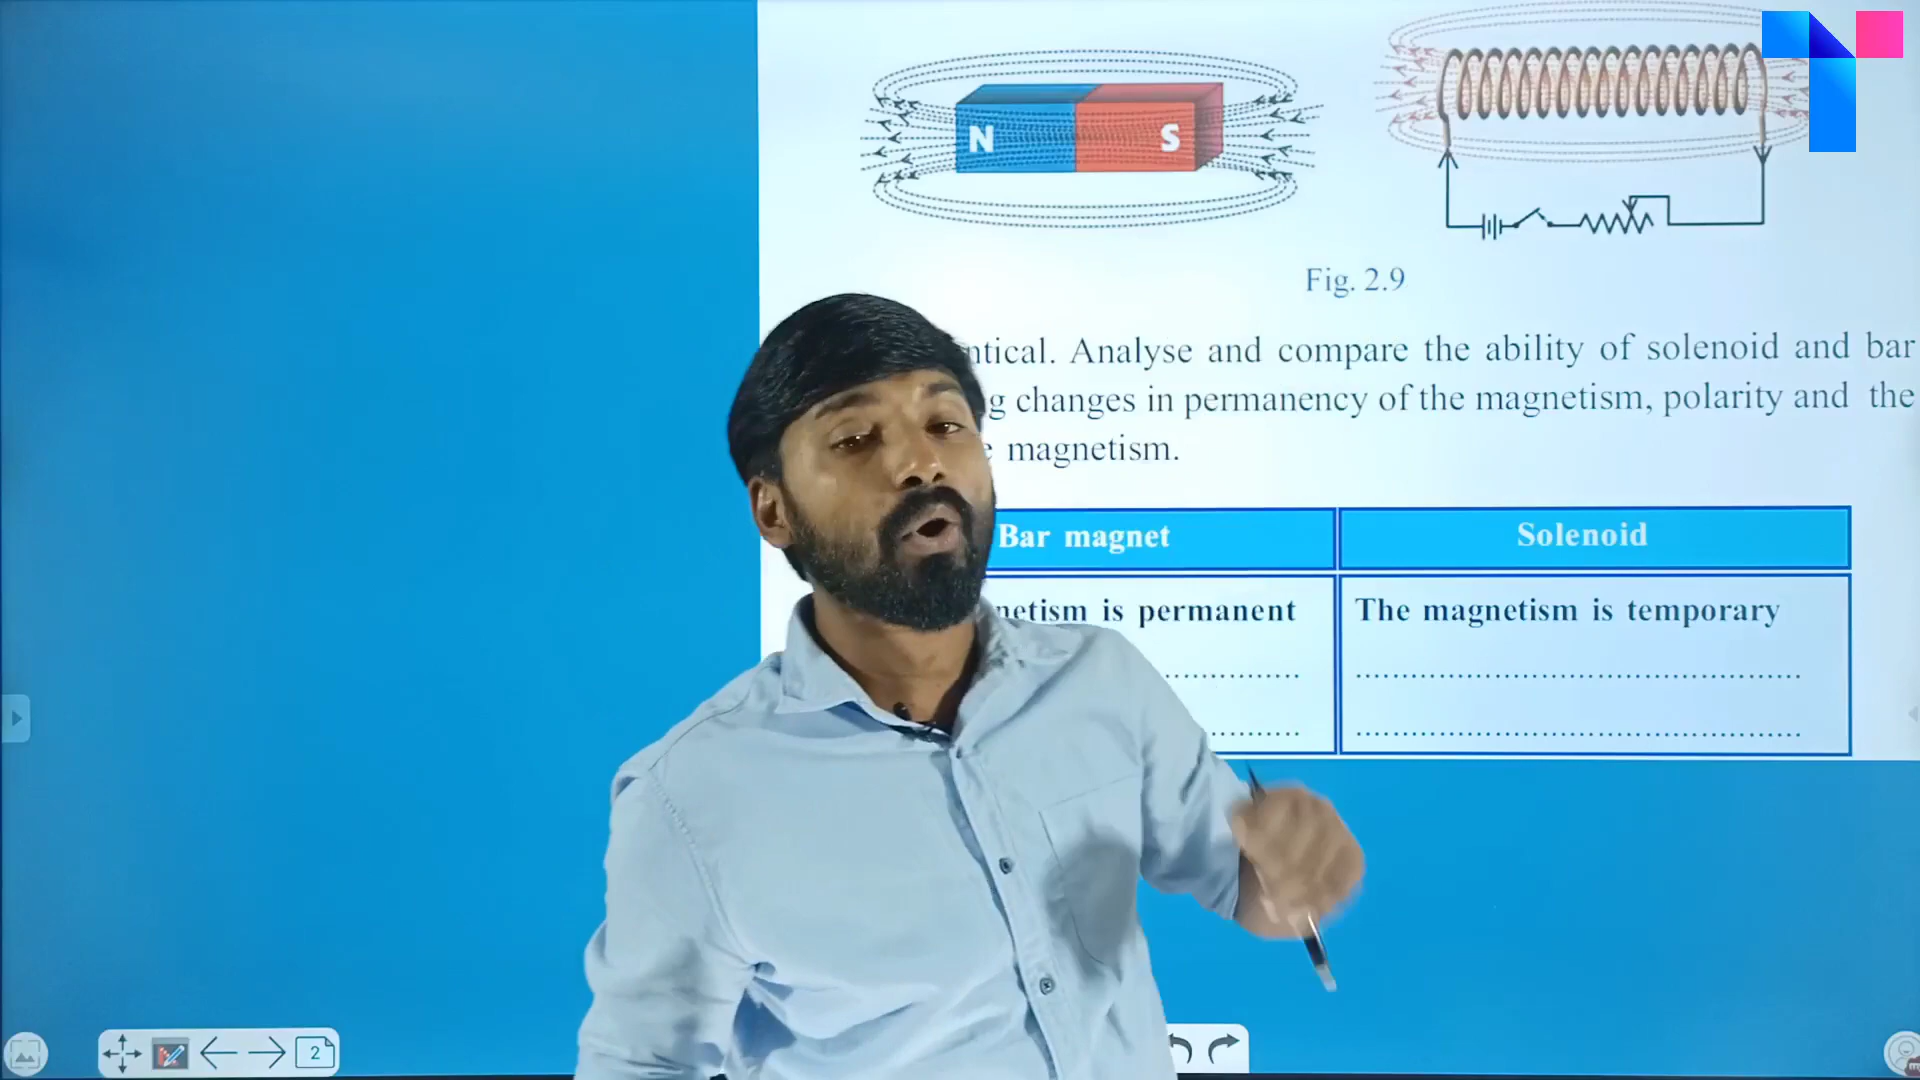 N S
Fig. 2.9
ntical. Analyse and compare the ability of solenoid and bar
g changes in permanency of the magnetism, polarity and the
magnetism.
Bar magnet Solenoid
netism is permanent The magnetism is temporary
2